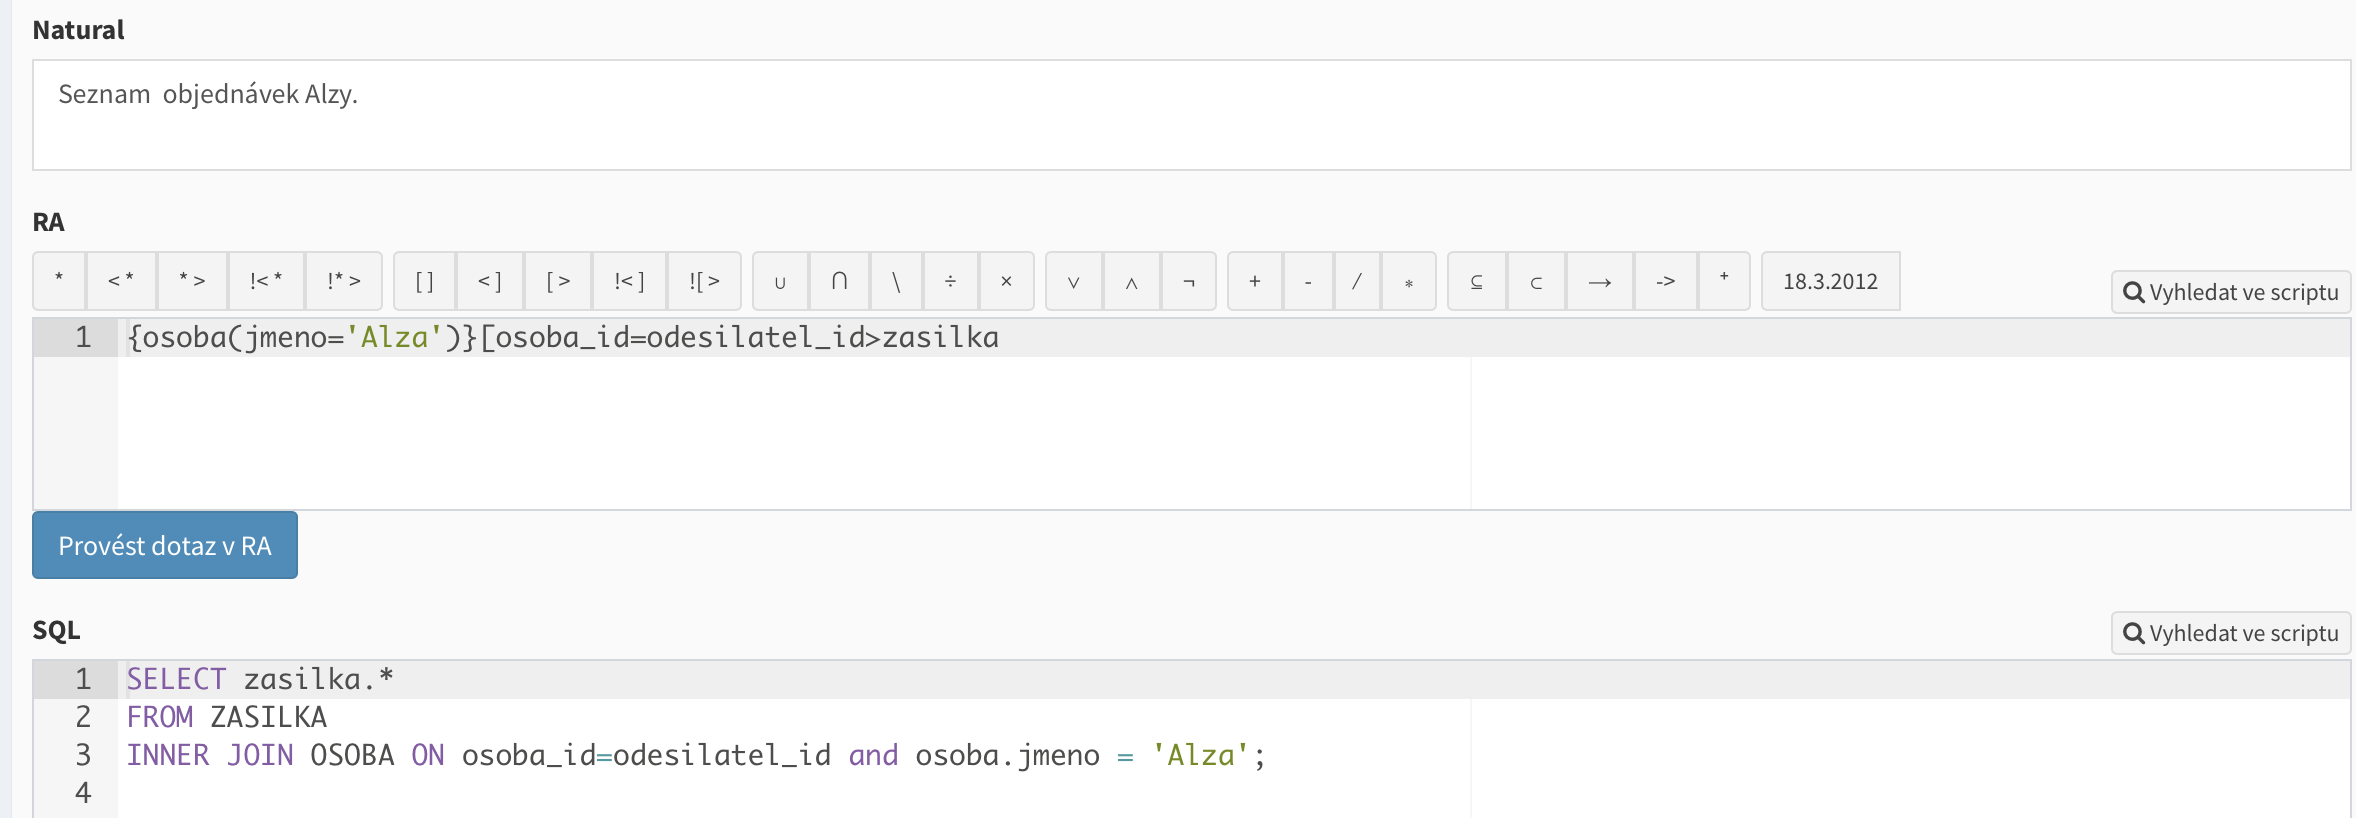 Natural
Seznam  objednávek Alzy.
RA
* <* *> !<* !*> [] <] [> !<] ![> ∪ ∩ \ ÷ × ∨ ∧ ¬ + - / * ⊆ ⊂ → -> + 18.3.2012 Vyhledat ve scriptu
1 {osoba(jmeno='Alza')}[osoba_id=odesilatel_id>zasilka
Provést dotaz v RA
SQL Vyhledat ve scriptu
1 SELECT zasilka.*
2 FROM ZASILKA
3 INNER JOIN OSOBA ON osoba_id=odesilatel_id and osoba.jmeno = 'Alza';
4